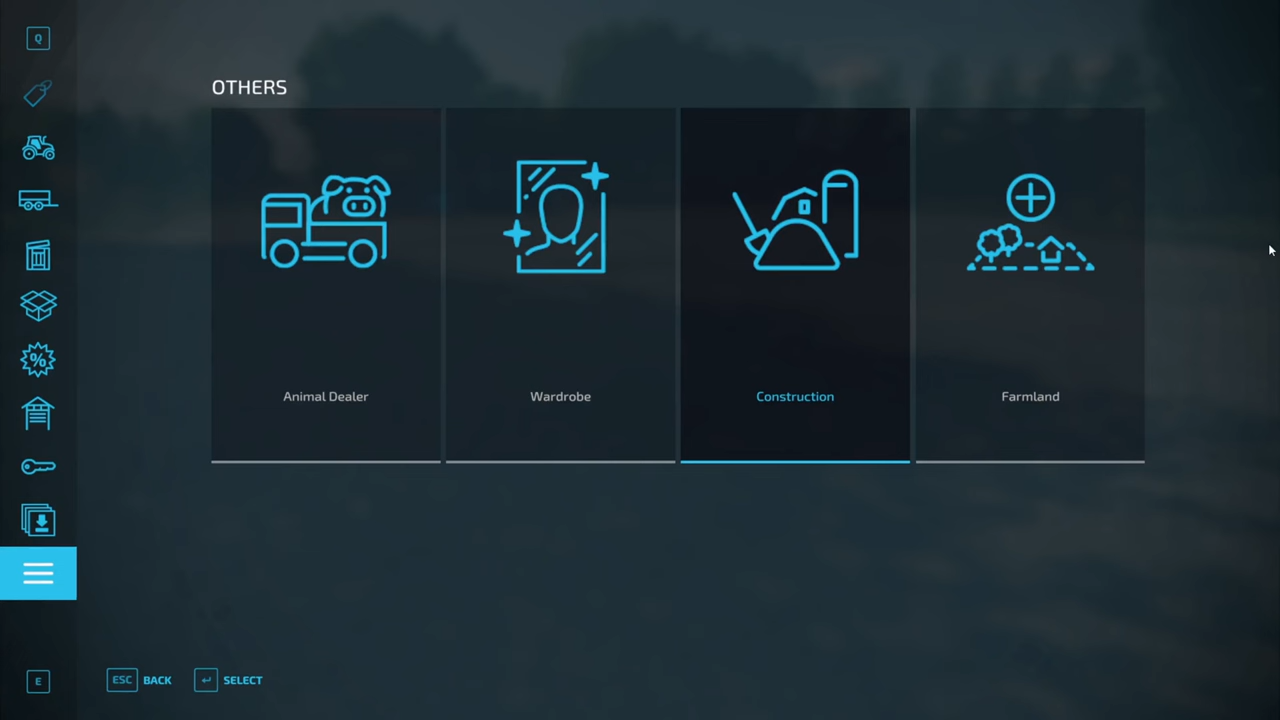 Q
OTHERS
Animal Dealer
Wardrobe
Construction
Farmland
%
E
ESC BACK
SELECT